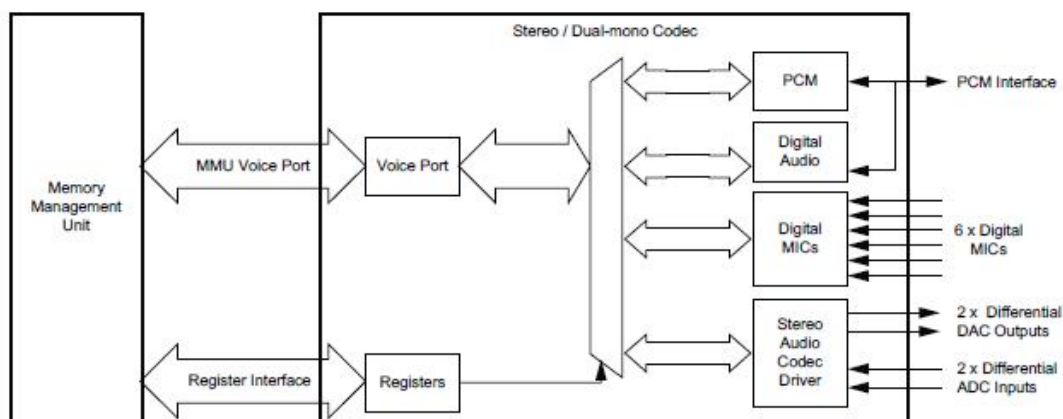 Stereo / Dual-mono Codec
PCM
PCM Interface
MMU Voice Port
Voice Port
Digital
Audio
Memory
Management
Unit
Digital
MICs
6 x Digital
MICs
Stereo
Audio
Codec
Driver
2 x Differential
DAC Outputs
Register Interface
Registers
2 x Differential
ADC Inputs